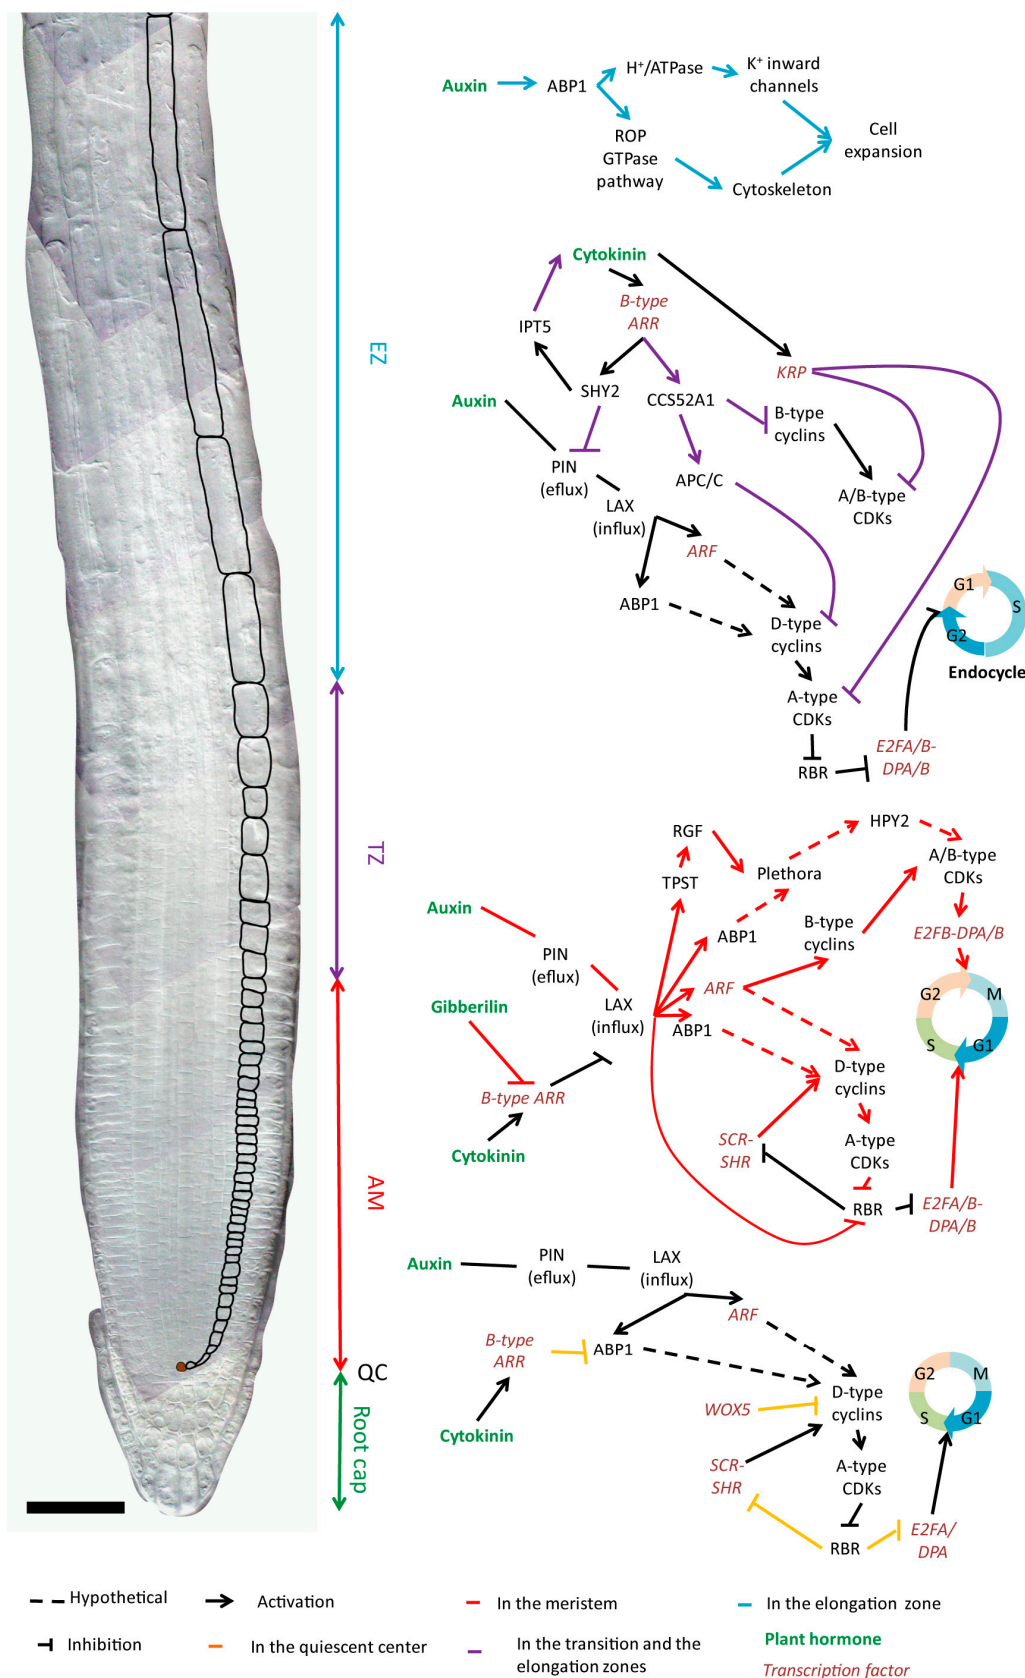 Auxin
ABP1
H+/ATPase
K+ inward
channels
ROP
GTPase
pathway
Cytoskeleton
Cell
expansion
EZ
Cytokinin
B-type
ARR
IPT5
SHY2
CCS52A1
KRP
Auxin
B-type
cyclins
PIN
(eflux)
APC/C
A/B-type
CDKs
LAX
(influx)
ARF
ABP1
D-type
cyclins
G1
S
G2
Endocycle
A-type
CDKs
RBR
E2FA/B-
DPA/B
TZ
RGF
HPY2
TPST
Plethora
A/B-type
CDKs
Auxin
ABP1
B-type
cyclins
E2FB-DPA/B
PIN
(eflux)
ARF
G2
M
S
G1
Gibberilin
LAX
(influx)
ABP1
D-type
cyclins
B-type ARR
Cytokinin
SCR-
SHR
A-type
CDKs
AM
RBR
E2FA/B-
DPA/B
Auxin
PIN
(eflux)
LAX
(influx)
ARF
B-type
ARR
ABP1
QC
Root cap
Cytokinin
WOX5
D-type
cyclins
G2
M
S
G1
SCR-
SHR
A-type
CDKs
RBR
E2FA/
DPA
Hypothetical
Activation
In the meristem
In the elongation zone
Inhibition
In the quiescent center
In the transition and the
elongation zones
Plant hormone
Transcription factor